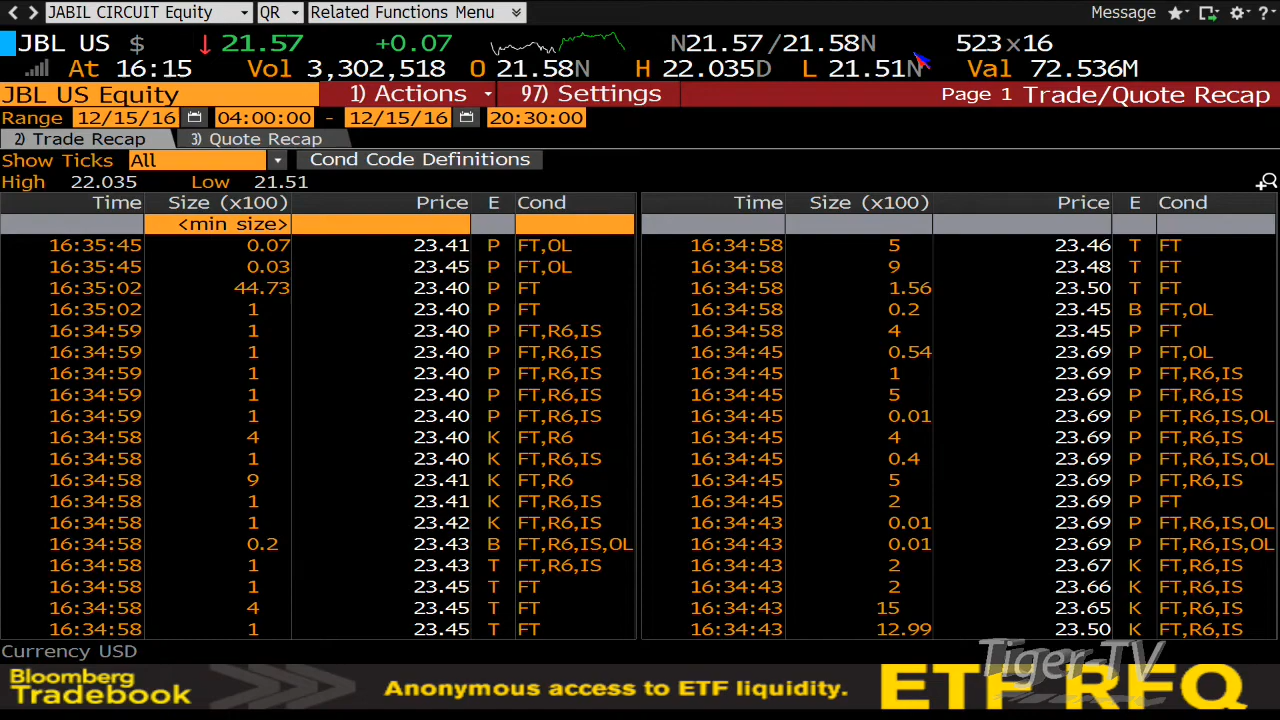 JABIL CIRCUIT Equity QR Related Functions Menu Message ?
JBL US $ ↓ 21.57 +0.07 N21.57/21.58N 523x16
At 16:15 Vol 3,302,518 O 21.58N H 22.035D L 21.51N Val 72.536M
JBL US Equity 1) Actions 97) Settings Page 1 Trade/Quote Recap
Range 12/15/16 04:00:00 - 12/15/16 20:30:00
2) Trade Recap 3) Quote Recap
Show Ticks All Cond Code Definitions
High 22.035 Low 21.51
Time Size (x100) Price E Cond Time Size (x100) Price E Cond
<min size>
16:35:45 0.07 23.41 P FT,OL 16:34:58 5 23.46 T FT
16:35:45 0.03 23.45 P FT,OL 16:34:58 9 23.48 T FT
16:35:02 44.73 23.40 P FT 16:34:58 1.56 23.50 T FT
16:35:02 1 23.40 P FT 16:34:58 0.2 23.45 B FT,OL
16:34:59 1 23.40 P FT,R6,IS 16:34:58 4 23.45 P FT
16:34:59 1 23.40 P FT,R6,IS 16:34:45 0.54 23.69 P FT,OL
16:34:59 1 23.40 P FT,R6,IS 16:34:45 1 23.69 P FT,R6,IS
16:34:59 1 23.40 P FT,R6,IS 16:34:45 5 23.69 P FT,R6,IS
16:34:59 1 23.40 P FT,R6,IS 16:34:45 0.01 23.69 P FT,R6,IS,OL
16:34:58 4 23.40 K FT,R6 16:34:45 4 23.69 P FT,R6,IS
16:34:58 1 23.40 K FT,R6,IS 16:34:45 0.4 23.69 P FT,R6,IS,OL
16:34:58 9 23.41 K FT,R6 16:34:45 5 23.69 P FT,R6,IS
16:34:58 1 23.41 K FT,R6,IS 16:34:45 2 23.69 P FT
16:34:58 1 23.42 K FT,R6,IS 16:34:43 0.01 23.69 P FT,R6,IS,OL
16:34:58 0.2 23.43 B FT,R6,IS,OL 16:34:43 0.01 23.69 P FT,R6,IS,OL
16:34:58 1 23.43 T FT,R6,IS 16:34:43 2 23.67 K FT,R6,IS
16:34:58 1 23.45 T FT 16:34:43 2 23.66 K FT,R6,IS
16:34:58 4 23.45 T FT 16:34:43 15 23.65 K FT,R6,IS
16:34:58 1 23.45 T FT 16:34:43 12.99 23.50 K FT,R6,IS
Currency USD
TigerTV
Bloomberg
Tradebook
Anonymous access to ETF liquidity.
ETF RFQ